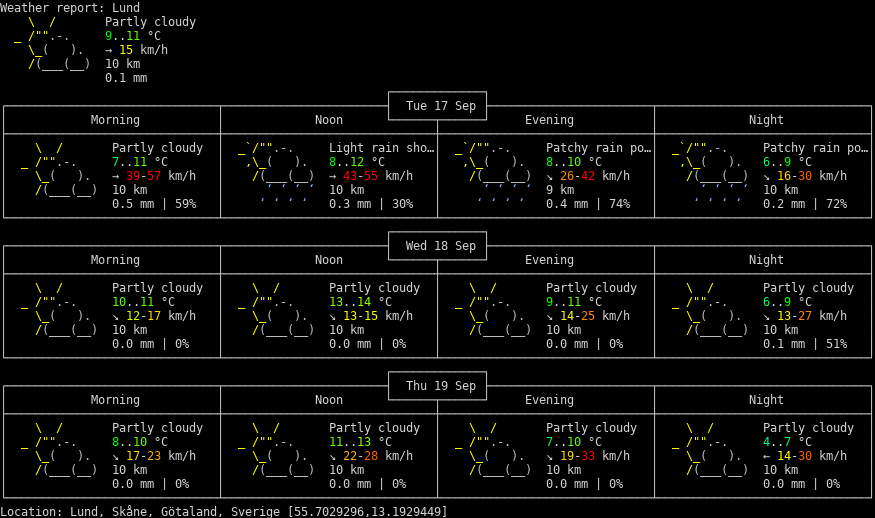 Weather report: Lund
Partly cloudy
9..11 °C
→ 15 km/h
10 km
0.1 mm
Tue 17 Sep
Morning Noon Evening Night
Partly cloudy Light rain sho… Patchy rain po… Patchy rain po…
7..11 °C 8..12 °C 8..10 °C 6..9 °C
→ 39-57 km/h → 43-55 km/h ↘ 26-42 km/h ↘ 16-30 km/h
10 km 10 km 9 km 10 km
0.5 mm | 59% 0.3 mm | 30% 0.4 mm | 74% 0.2 mm | 72%
Wed 18 Sep
Morning Noon Evening Night
Partly cloudy Partly cloudy Partly cloudy Partly cloudy
10..11 °C 13..14 °C 9..11 °C 6..9 °C
↘ 12-17 km/h ↘ 13-15 km/h ↘ 14-25 km/h ↘ 13-27 km/h
10 km 10 km 10 km 10 km
0.0 mm | 0% 0.0 mm | 0% 0.0 mm | 0% 0.1 mm | 51%
Thu 19 Sep
Morning Noon Evening Night
Partly cloudy Partly cloudy Partly cloudy Partly cloudy
8..10 °C 11..13 °C 7..10 °C 4..7 °C
↘ 17-23 km/h ↘ 22-28 km/h ↘ 19-33 km/h ← 14-30 km/h
10 km 10 km 10 km 10 km
0.0 mm | 0% 0.0 mm | 0% 0.0 mm | 0% 0.0 mm | 0%
Location: Lund, Skåne, Götaland, Sverige [55.7029296,13.1929449]